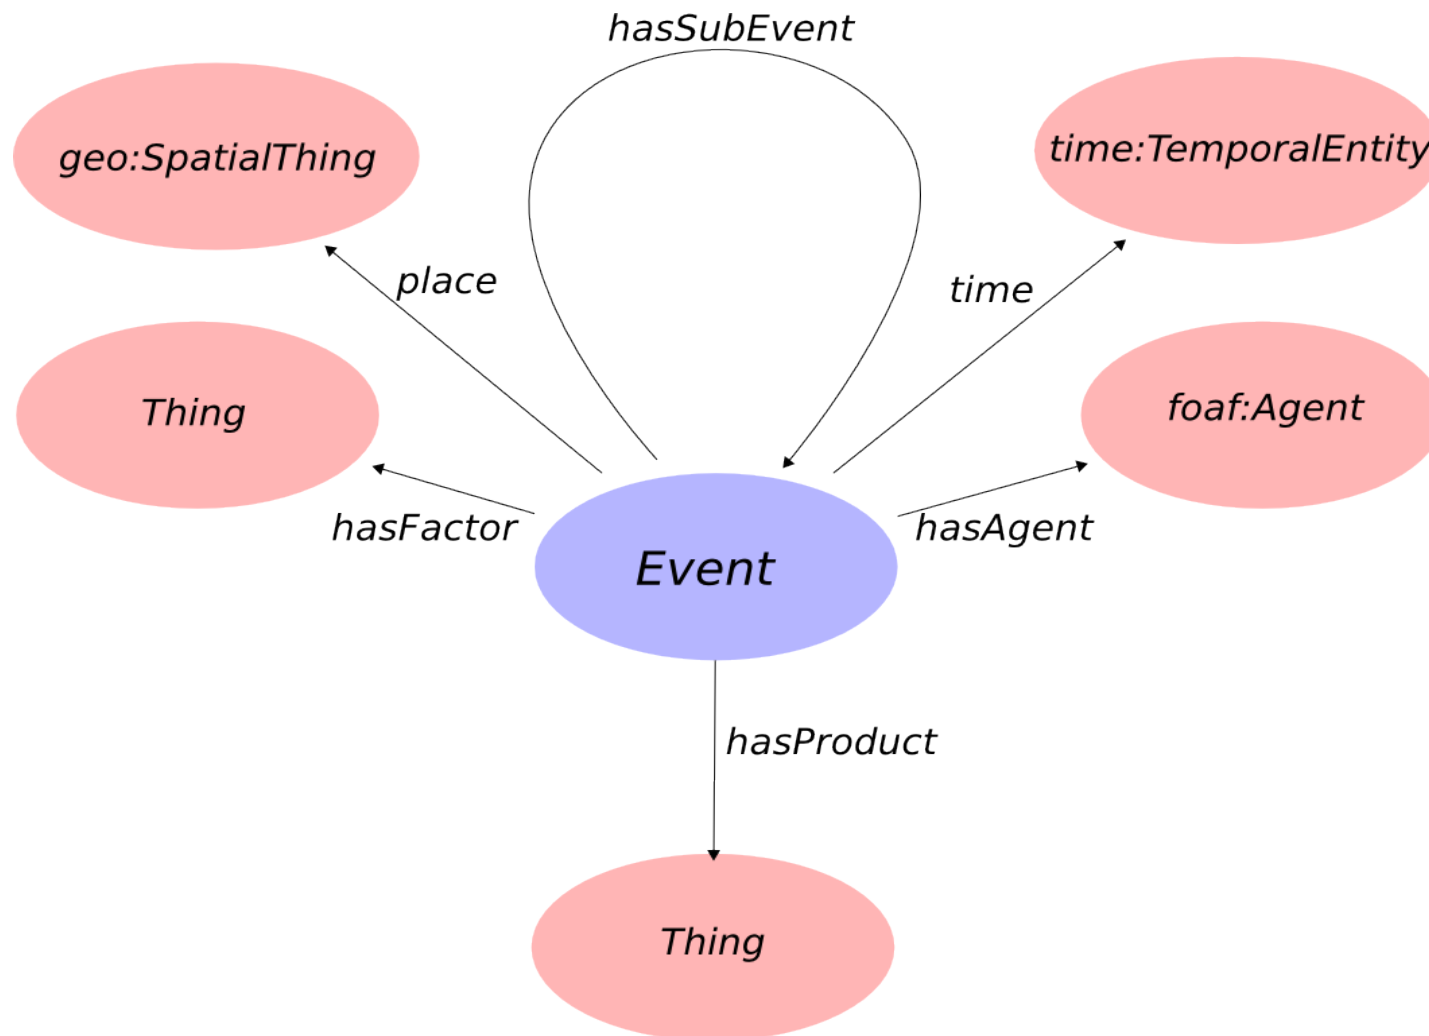 hasSubEvent
geo:SpatialThing
time:TemporalEntity
place
time
Thing
foaf:Agent
hasFactor
hasAgent
Event
hasProduct
Thing